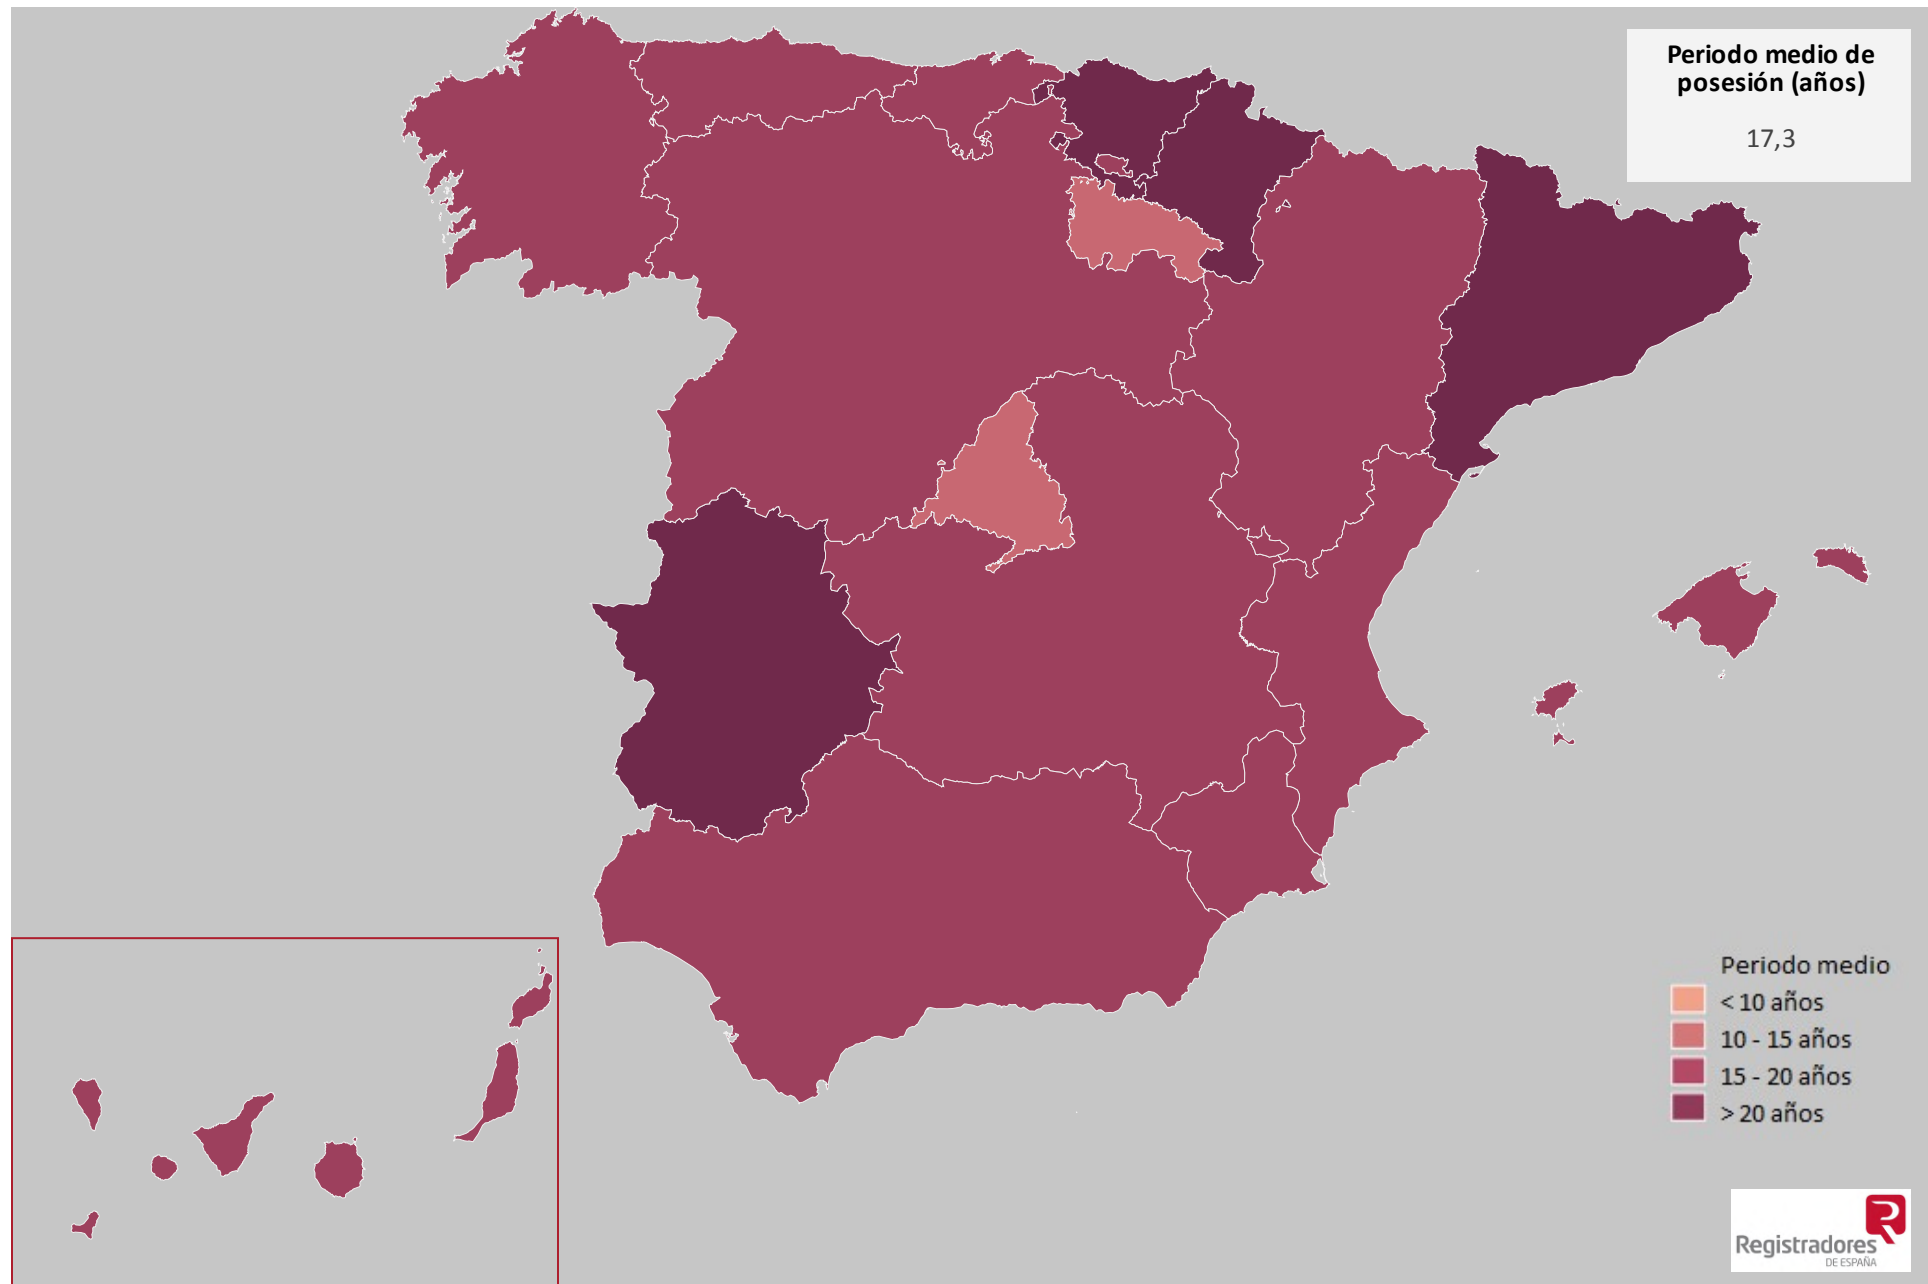 Periodo medio de
posesión (años)
17,3
Periodo medio
< 10 años
10 - 15 años
15 - 20 años
> 20 años
Registradores
DE ESPAÑA